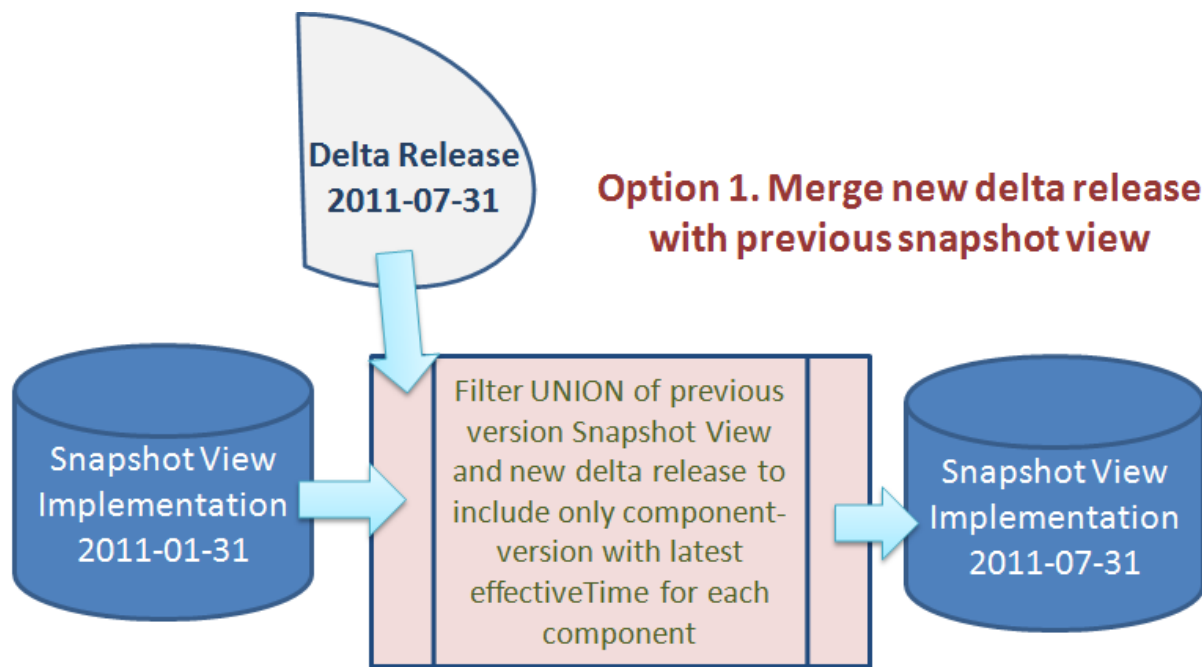 Delta Release
2011-07-31
Option 1. Merge new delta release
with previous snapshot view
Snapshot View
Implementation
2011-01-31
Filter UNION of previous
version Snapshot View
and new delta release to
include only component-
version with latest
effectiveTime for each
component
Snapshot View
Implementation
2011-07-31